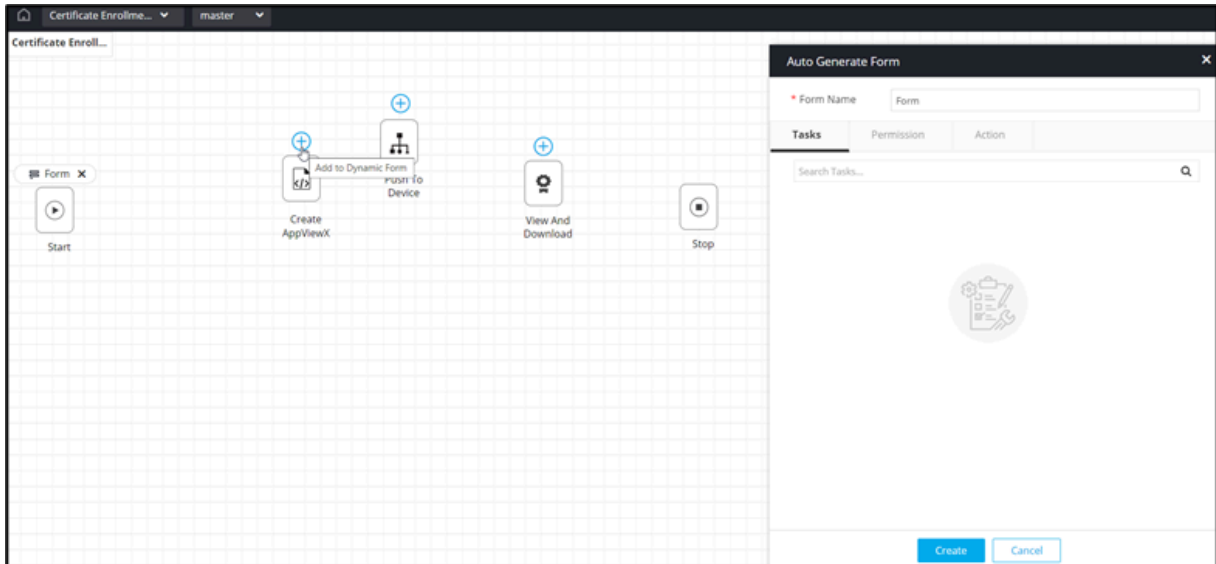 Certificate Enrollme...
master
Certificate Enroll...
Form
Start
Add to Dynamic Form
Create
AppViewX
Push To
Device
View And
Download
Stop
Auto Generate Form
* Form Name
Form
Tasks
Permission
Action
Search Tasks...
Create
Cancel